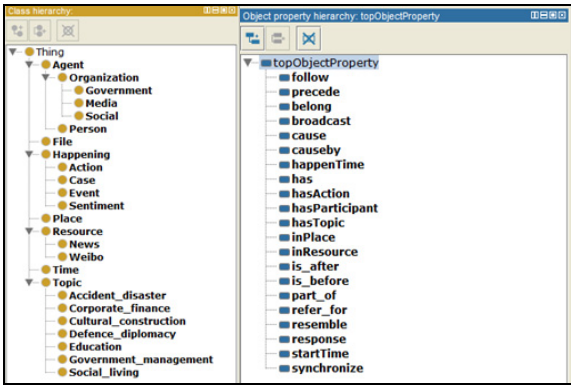 Class hierarchy:
Thing
Agent
Organization
Government
Media
Social
Person
File
Happening
Action
Case
Event
Sentiment
Place
Resource
News
Weibo
Time
Topic
Accident_disaster
Corporate_finance
Cultural_construction
Defence_diplomacy
Education
Government_management
Social_living
Object property hierarchy: topObjectProperty
topObjectProperty
follow
precede
belong
broadcast
cause
causeby
happenTime
has
hasAction
hasParticipant
hasTopic
inPlace
inResource
is_after
is_before
part_of
refer_for
resemble
response
startTime
synchronize